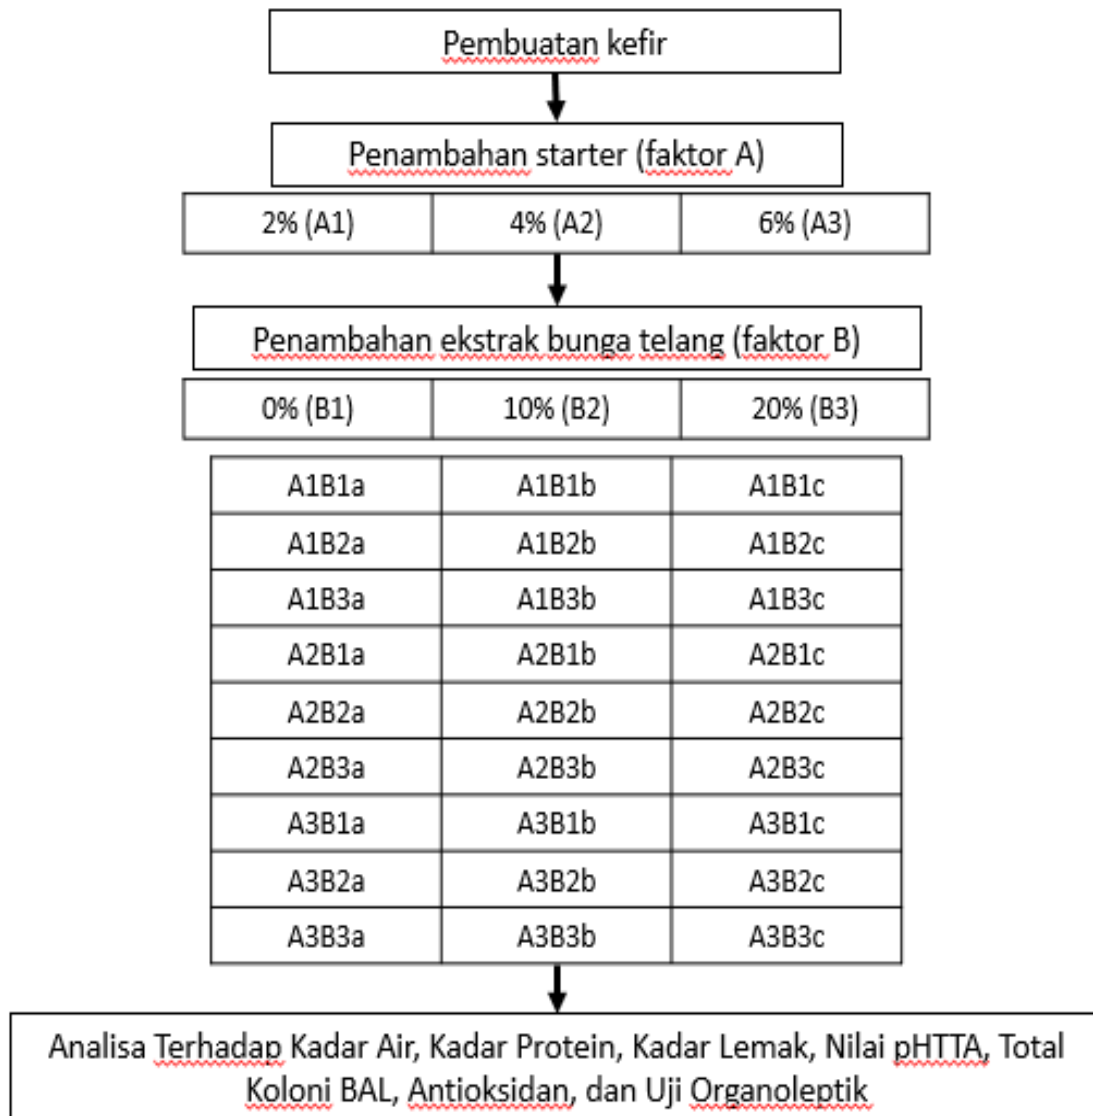 Pembuatan kefir
Penambahan starter (faktor A)
2% (A1) 4% (A2) 6% (A3)
Penambahan ekstrak bunga telang (faktor B)
0% (B1) 10% (B2) 20% (B3)
A1B1a A1B1b A1B1c
A1B2a A1B2b A1B2c
A1B3a A1B3b A1B3c
A2B1a A2B1b A2B1c
A2B2a A2B2b A2B2c
A2B3a A2B3b A2B3c
A3B1a A3B1b A3B1c
A3B2a A3B2b A3B2c
A3B3a A3B3b A3B3c
Analisa Terhadap Kadar Air, Kadar Protein, Kadar Lemak, Nilai pHTTA, Total
Koloni BAL, Antioksidan, dan Uji Organoleptik